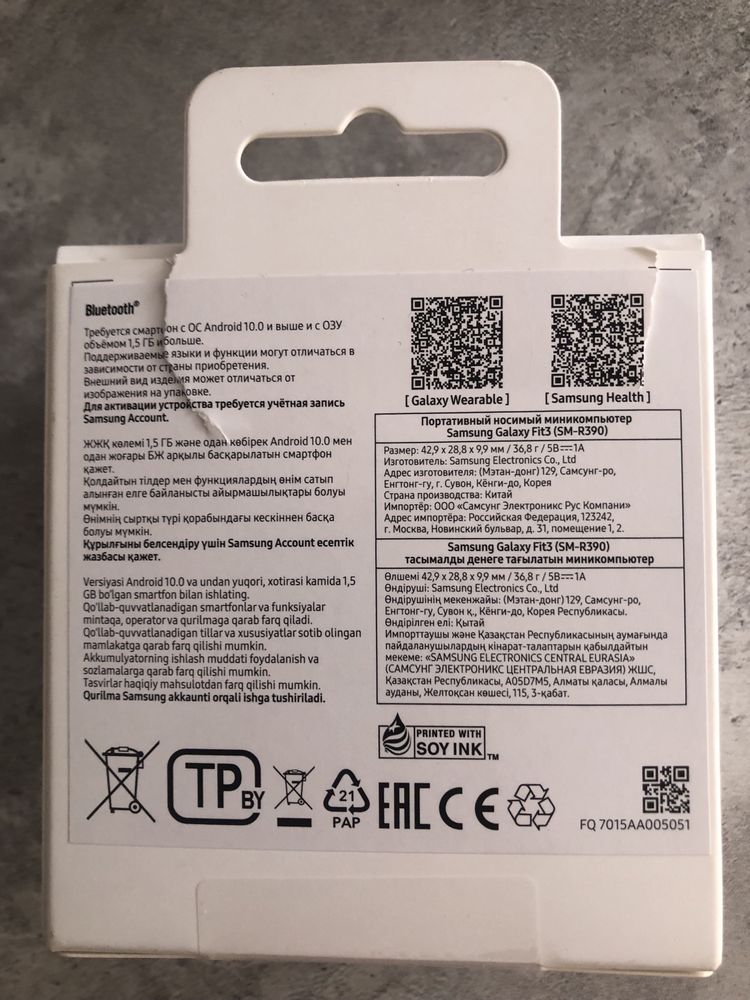 Bluetooth®
Требуется смартфон с ОС Android 10.0 и выше и с ОЗУ
объёмом 1,5 ГБ и больше.
Поддерживаемые языки и функции могут отличаться в
зависимости от страны приобретения.
Внешний вид изделия может отличаться от
изображения на упаковке.
Для активации устройства требуется учётная запись
Samsung Account.
ЖЖҚ көлемі 1,5 ГБ және одан көбірек Android 10.0 мен
одан жоғары БЖ арқылы басқарылатын смартфон
қажет.
Қолдайтын тілдер мен функциялардың өнім сатып
алынған елге байланысты айырмашылықтары болуы
мүмкін.
Өнімнің сыртқы түрі қорабындағы кескіннен басқа
болуы мүмкін.
Құрылғыны белсендіру үшін Samsung Account есептік
жазбасы қажет.
Versiyasi Android 10.0 va undan yuqori, xotirasi kamida 1,5
GB bo'lgan smartfon bilan ishlating.
Qo'llab-quvvatlanadigan smartfonlar va funksiyalar
mintaqa, operator va qurilmaga qarab farq qiladi.
Qo'llab-quvvatlanadigan tillar va xususiyatlar sotib olingan
mamlakatga qarab farq qilishi mumkin.
Akkumulyatorning ishlash muddati foydalanish va
sozlamalarga qarab farq qilishi mumkin.
Tasvirlar haqiqiy mahsulotdan farq qilishi mumkin.
Qurilma Samsung akkaunti orqali ishga tushiriladi.
[ Galaxy Wearable ]
[ Samsung Health ]
Портативный носимый миникомпьютер
Samsung Galaxy Fit3 (SM-R390)
Размер: 42,9 x 28,8 x 9,9 мм / 36,8 г / 5В⎓1А
Изготовитель: Samsung Electronics Co., Ltd
Адрес изготовителя: (Мэтан-донг) 129, Самсунг-ро,
Енгтонг-гу, г. Сувон, Кёнги-до, Корея
Страна производства: Китай
Импортёр: ООО «Самсунг Электроникс Рус Компани»
Адрес импортёра: Российская Федерация, 123242,
г. Москва, Новинский бульвар, д. 31, помещение 1, 2.
Samsung Galaxy Fit3 (SM-R390)
тасымалды денеге тағылатын миникомпьютер
Өлшемі 42,9 x 28,8 x 9,9 мм / 36,8 г / 5В⎓1А
Өндіруші: Samsung Electronics Co., Ltd
Өндірушінің мекенжайы: (Мэтан-донг) 129, Самсунг-ро,
Енгтонг-гу, Сувон қ., Кёнги-до, Корея Республикасы.
Өндірілген елі: Қытай
Импорттаушы және Қазақстан Республикасының аумағында
пайдаланушылардың кінарат-талаптарын қабылдайтын
мекеме: «SAMSUNG ELECTRONICS CENTRAL EURASIA»
(САМСУНГ ЭЛЕКТРОНИКС ЦЕНТРАЛЬНАЯ ЕВРАЗИЯ) ЖШС,
Қазақстан Республикасы, A05D7M5, Алматы қаласы, Алмалы
ауданы, Желтоқсан көшесі, 115, 3-қабат.
PRINTED WITH
SOY INK™
TP BY
21
PAP
EAC
CE
FQ 7015AA005051